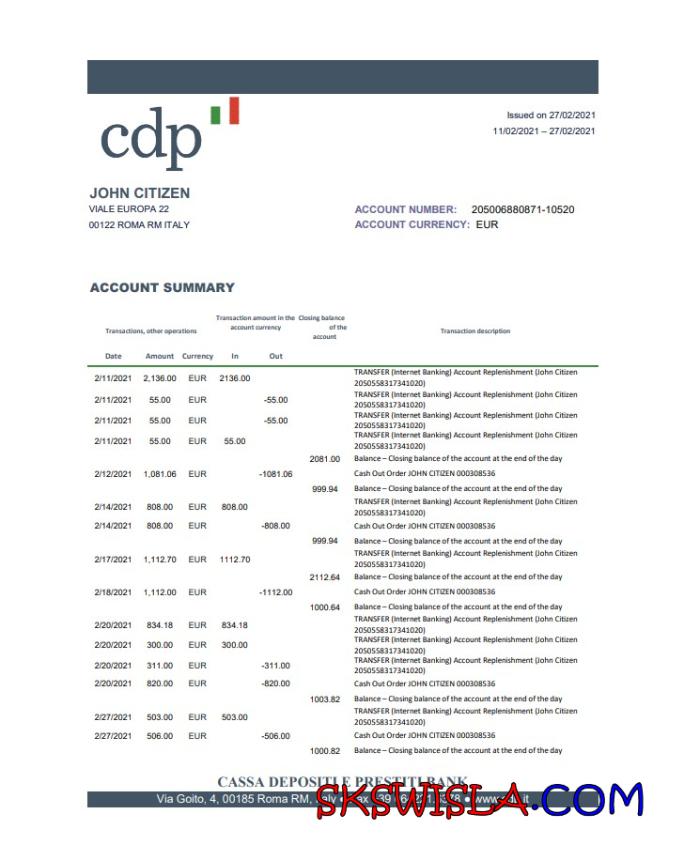 cdp
Issued on 27/02/2021
11/02/2021 – 27/02/2021
JOHN CITIZEN
VIALE EUROPA 22
00122 ROMA RM ITALY
ACCOUNT NUMBER: 205006880871-10520
ACCOUNT CURRENCY: EUR
ACCOUNT SUMMARY
Transactions, other operations
Transaction amount in the account currency
Closing balance of the account
Transaction description
Date Amount Currency In Out
2/11/2021 2,136.00 EUR 2136.00 TRANSFER (Internet Banking) Account Replenishment (John Citizen
2050558317341020)
2/11/2021 55.00 EUR -55.00 TRANSFER (Internet Banking) Account Replenishment (John Citizen
2050558317341020)
2/11/2021 55.00 EUR -55.00 TRANSFER (Internet Banking) Account Replenishment (John Citizen
2050558317341020)
2/11/2021 55.00 EUR 55.00 TRANSFER (Internet Banking) Account Replenishment (John Citizen
2050558317341020)
2081.00 Balance – Closing balance of the account at the end of the day
2/12/2021 1,081.06 EUR -1081.06 Cash Out Order JOHN CITIZEN 000308536
999.94 Balance – Closing balance of the account at the end of the day
2/14/2021 808.00 EUR 808.00 TRANSFER (Internet Banking) Account Replenishment (John Citizen
2050558317341020)
2/14/2021 808.00 EUR -808.00 Cash Out Order JOHN CITIZEN 000308536
999.94 Balance – Closing balance of the account at the end of the day
2/17/2021 1,112.70 EUR 1112.70 TRANSFER (Internet Banking) Account Replenishment (John Citizen
2050558317341020)
2112.64 Balance – Closing balance of the account at the end of the day
2/18/2021 1,112.00 EUR -1112.00 Cash Out Order JOHN CITIZEN 000308536
1000.64 Balance – Closing balance of the account at the end of the day
2/20/2021 834.18 EUR 834.18 TRANSFER (Internet Banking) Account Replenishment (John Citizen
2050558317341020)
2/20/2021 300.00 EUR 300.00 TRANSFER (Internet Banking) Account Replenishment (John Citizen
2050558317341020)
2/20/2021 311.00 EUR -311.00 TRANSFER (Internet Banking) Account Replenishment (John Citizen
2050558317341020)
2/20/2021 820.00 EUR -820.00 Cash Out Order JOHN CITIZEN 000308536
1003.82 Balance – Closing balance of the account at the end of the day
2/27/2021 503.00 EUR 503.00 TRANSFER (Internet Banking) Account Replenishment (John Citizen
2050558317341020)
2/27/2021 506.00 EUR -506.00 Cash Out Order JOHN CITIZEN 000308536
1000.82 Balance – Closing balance of the account at the end of the day
CASSA DEPOSITI E PRESTITI BANK
Via Goito, 4, 00185 Roma RM,
SKSWISLA.COM